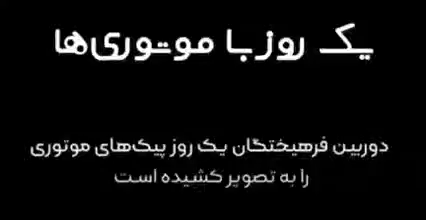 یک روز با موتوری‌ها
دوربین فرهیختگان یک روز پیک‌های موتوری
را به تصویر کشیده است